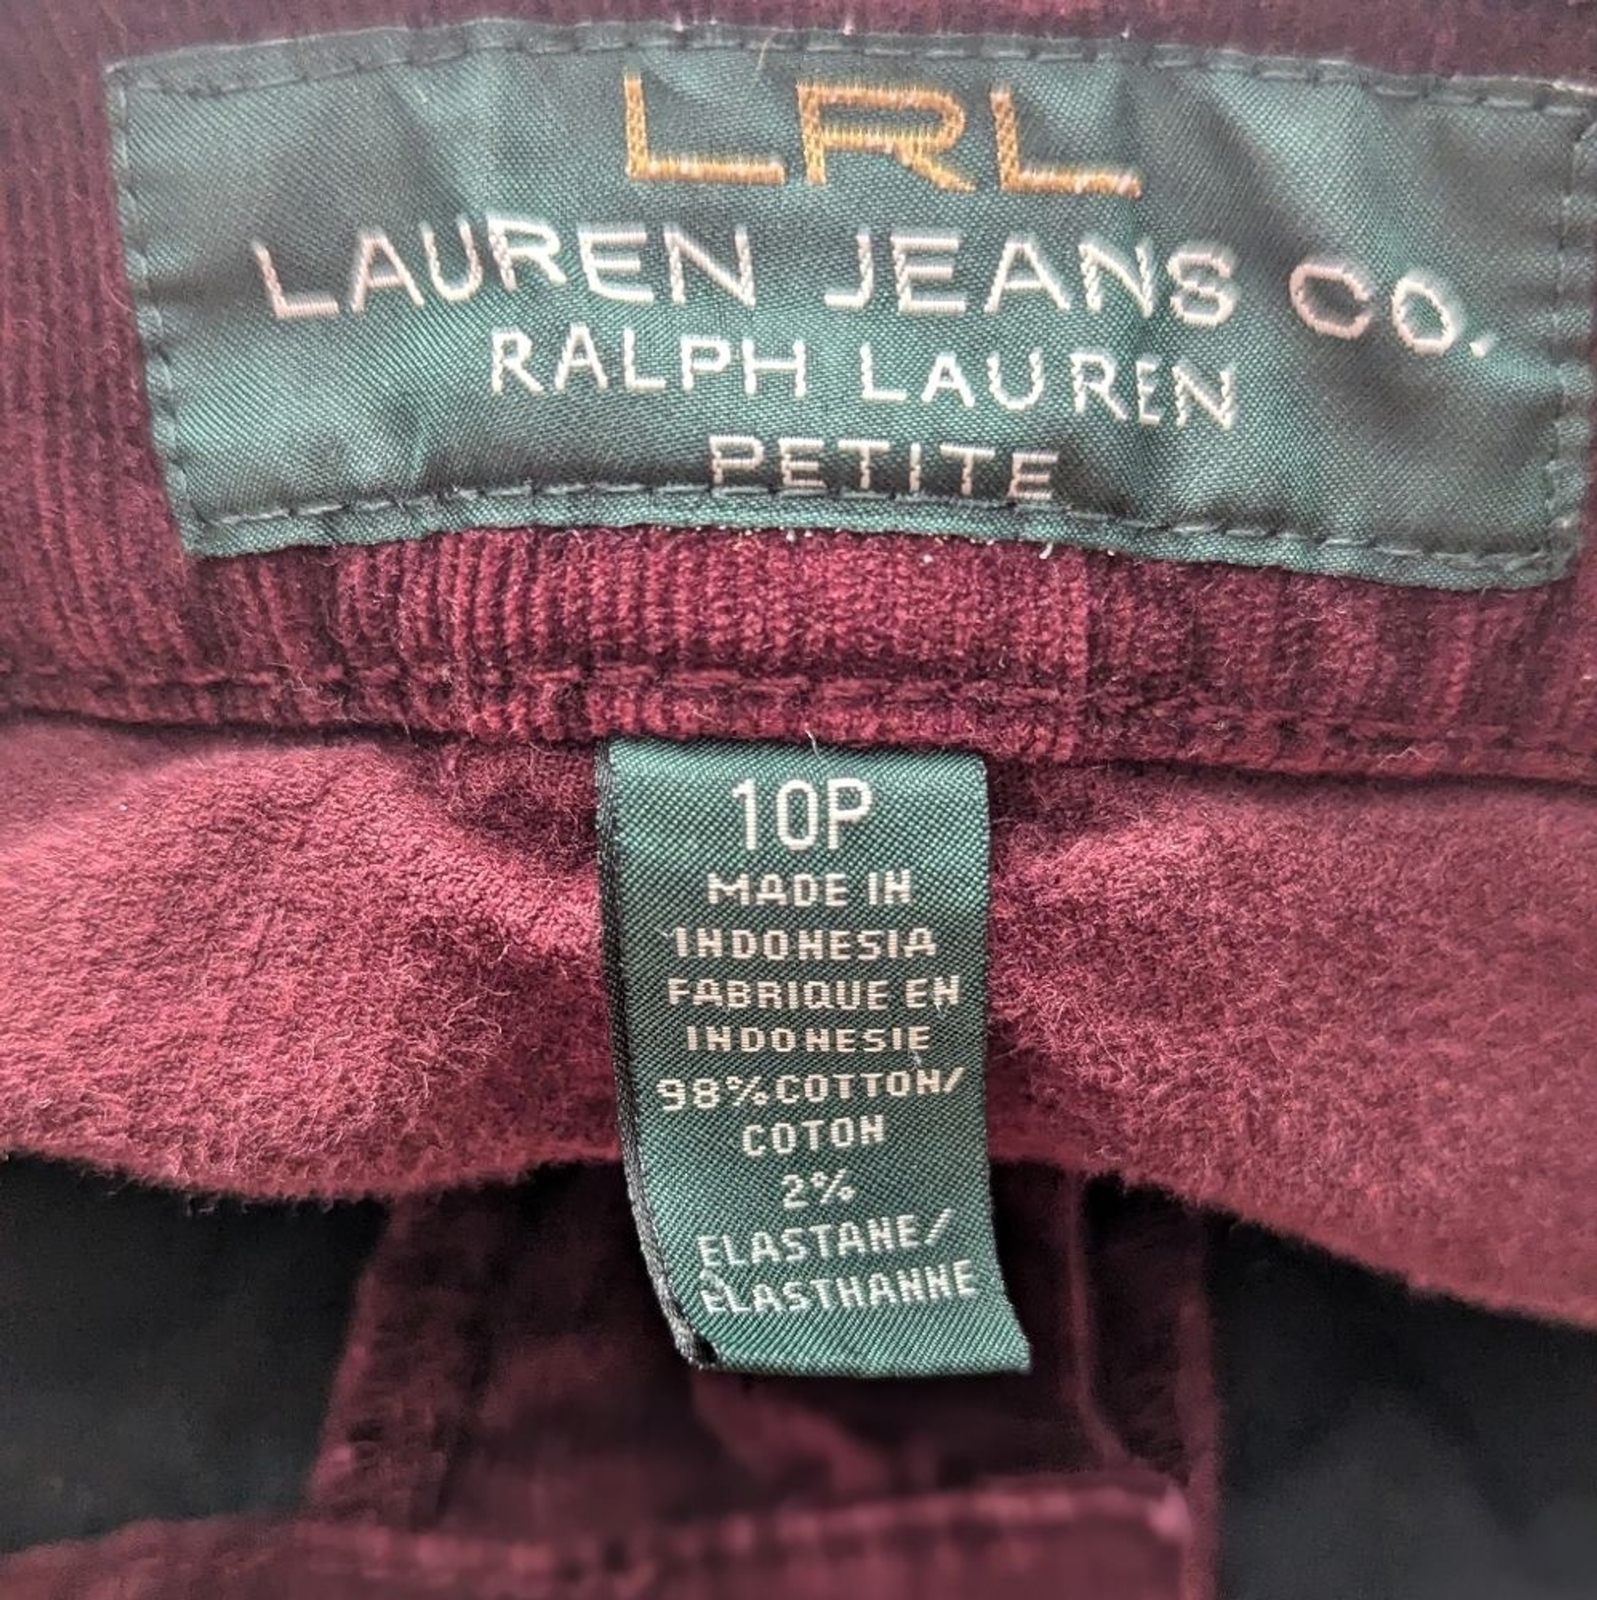 LRL
LAUREN JEANS CO.
RALPH LAUREN
PETITE
10P
MADE IN
INDONESIA
FABRIQUE EN
INDONESIE
98%COTTON/
COTON
2%
ELASTANE/
ÉLASTHANNE